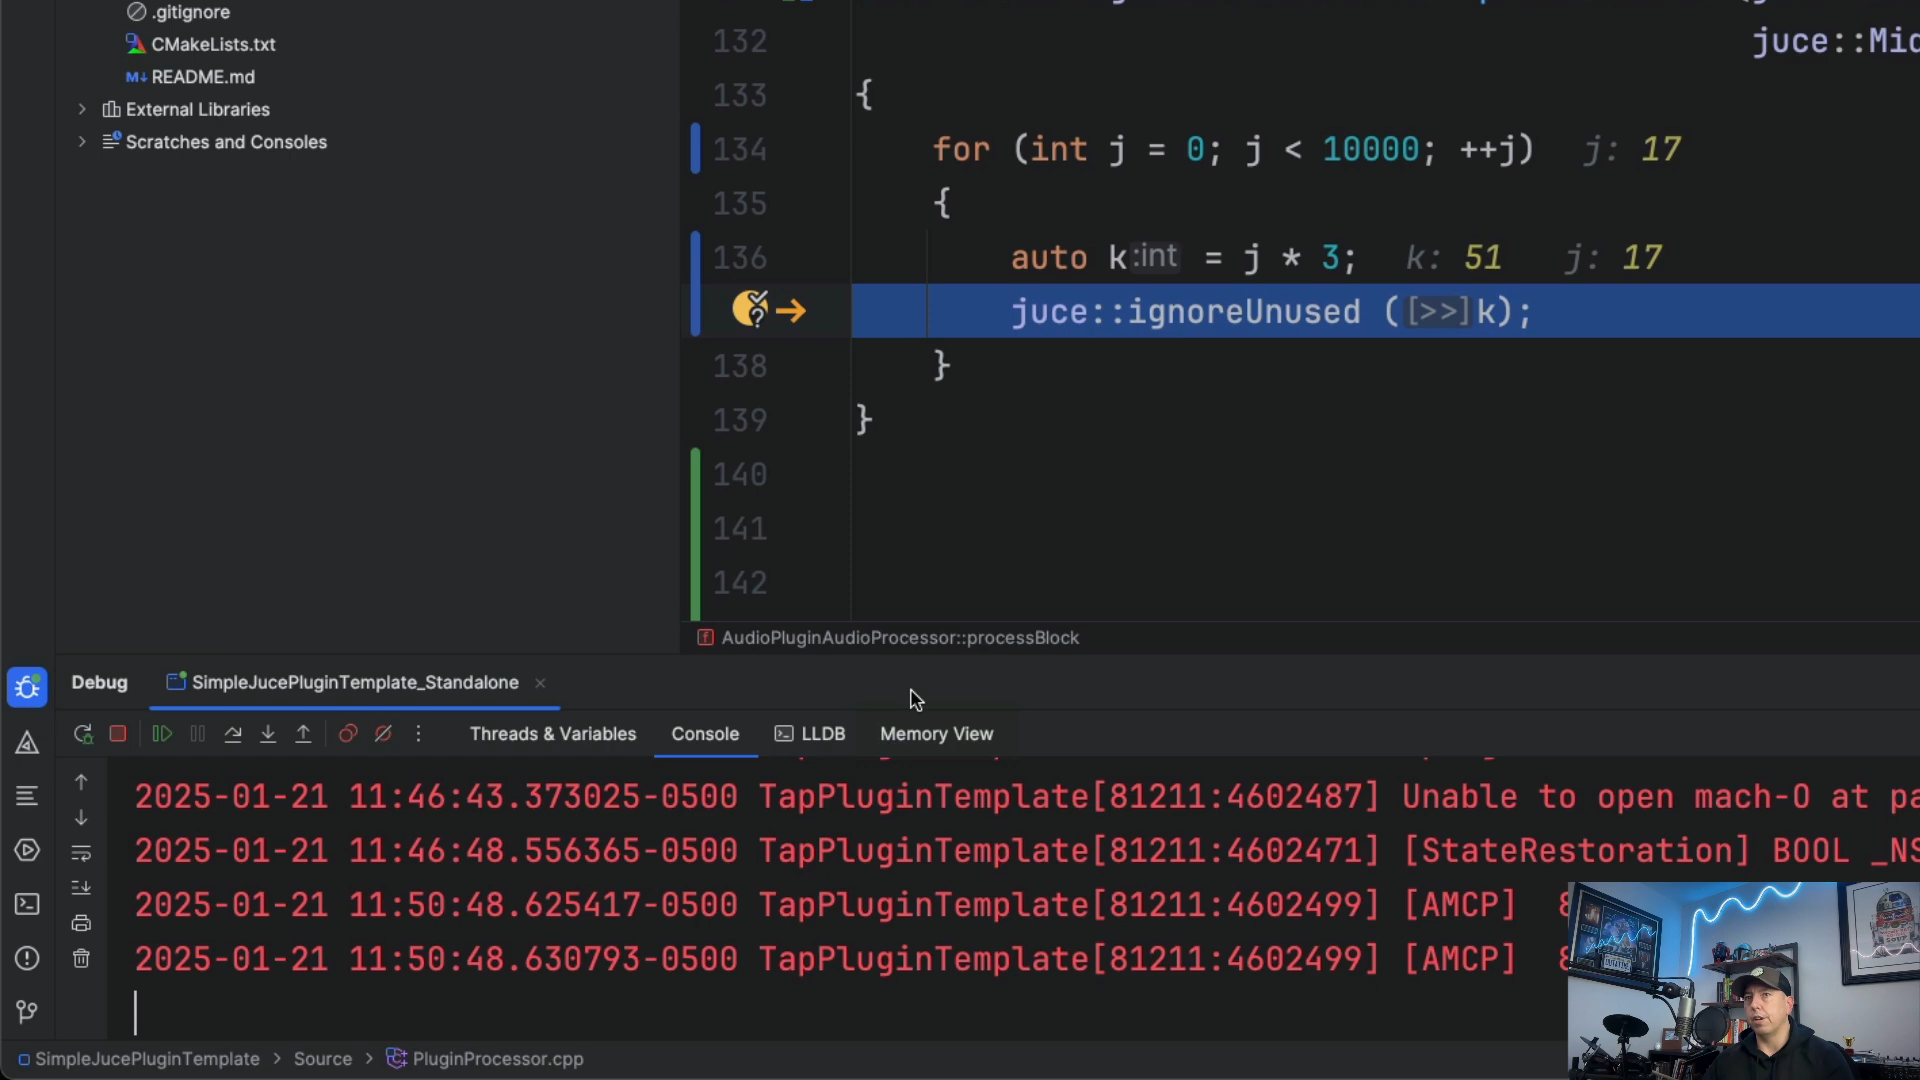 .gitignore
CMakeLists.txt
README.md
External Libraries
Scratches and Consoles
132 juce::Mid
133 {
134 for (int j = 0; j < 10000; ++j) j: 17
135 {
136 auto k:int = j * 3; k: 51 j: 17
juce::ignoreUnused ([>>]k);
138 }
139 }
140
141
142
AudioPluginAudioProcessor::processBlock
Debug SimpleJucePluginTemplate_Standalone
Threads & Variables Console LLDB Memory View
2025-01-21 11:46:43.373025-0500 TapPluginTemplate[81211:4602487] Unable to open mach-O at pa
2025-01-21 11:46:48.556365-0500 TapPluginTemplate[81211:4602471] [StateRestoration] BOOL _NS
2025-01-21 11:50:48.625417-0500 TapPluginTemplate[81211:4602499] [AMCP]
2025-01-21 11:50:48.630793-0500 TapPluginTemplate[81211:4602499] [AMCP]
SimpleJucePluginTemplate > Source > PluginProcessor.cpp